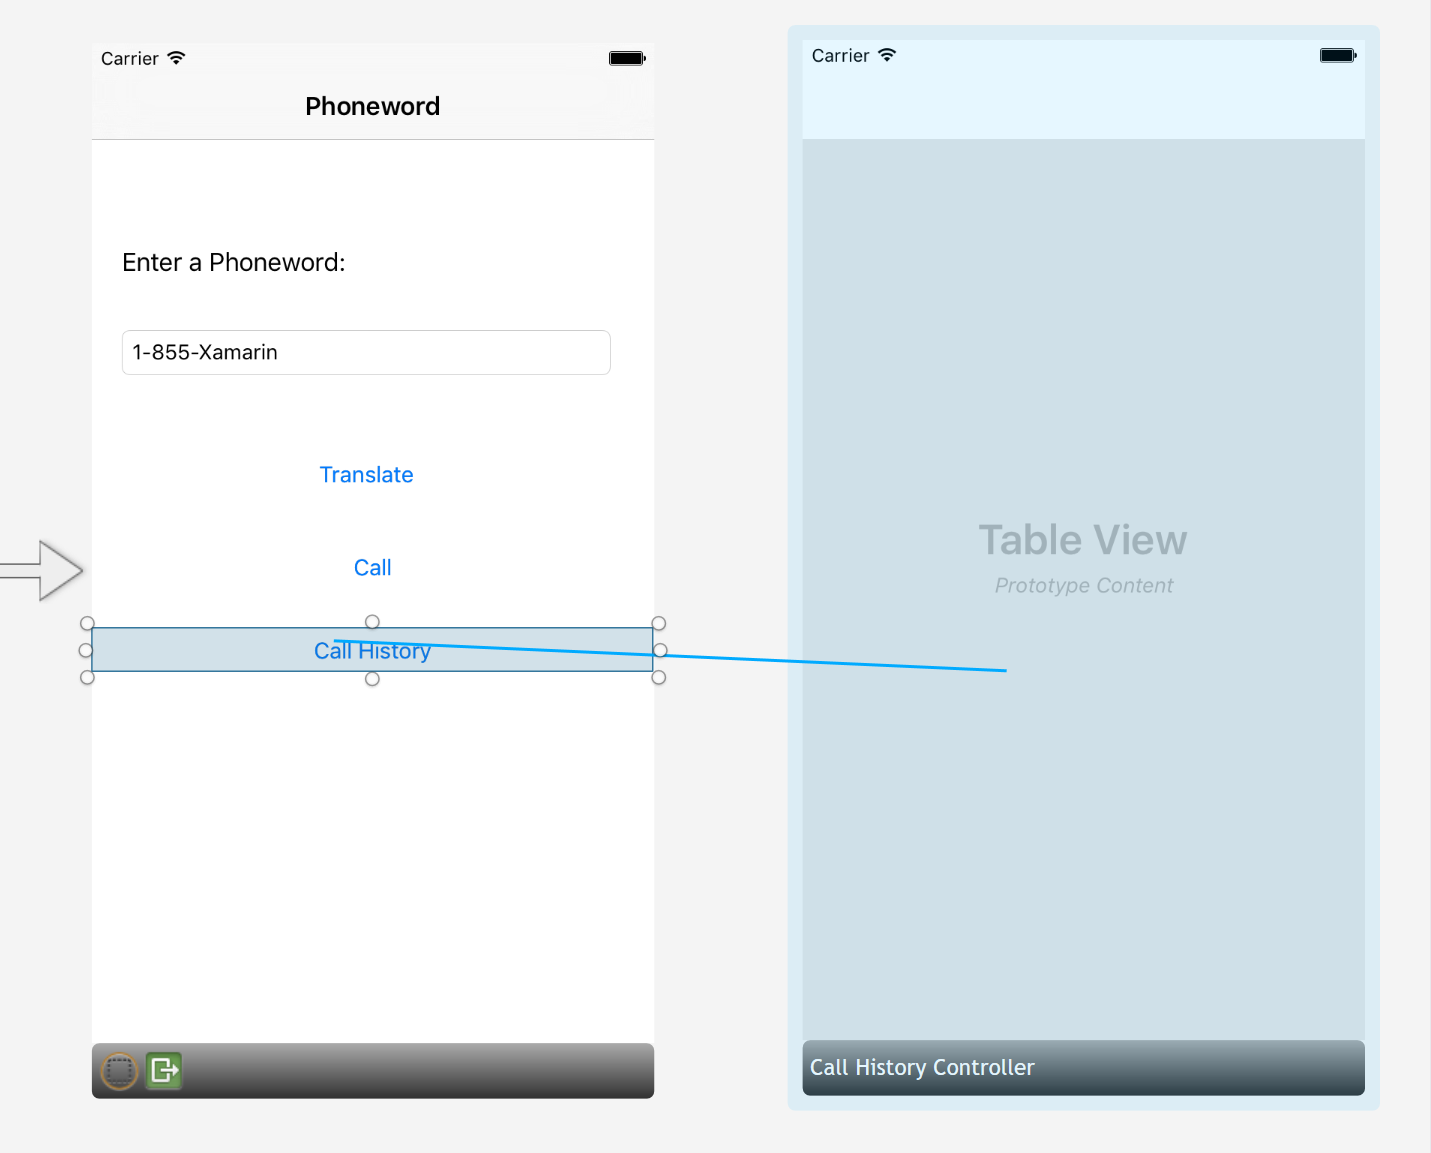 Carrier
Phoneword
Enter a Phoneword:
1-855-Xamarin
Translate
Call
Call History
Carrier
Table View
Prototype Content
Call History Controller